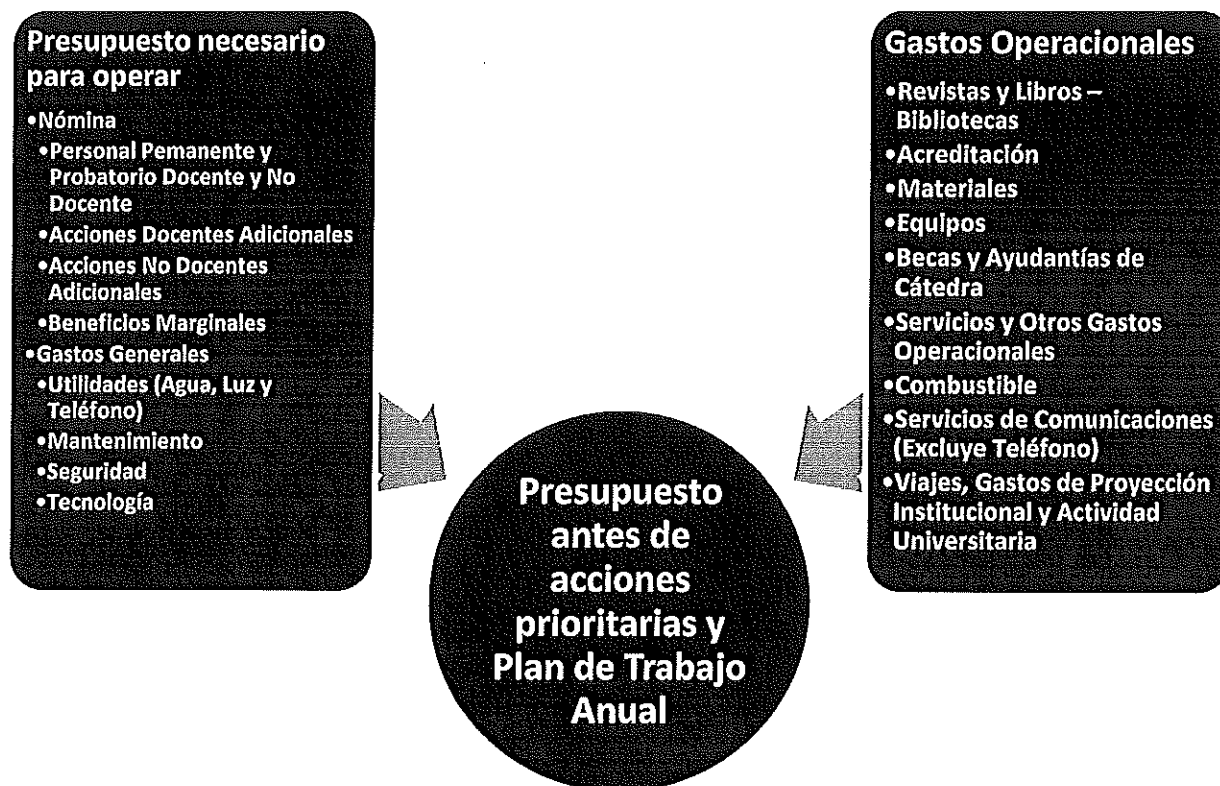 Presupuesto necesario
para operar
•Nómina
•Personal Pemanente y
Probatorio Docente y No
Docente
•Acciones Docentes Adicionales
•Acciones No Docentes
Adicionales
•Beneficios Marginales
•Gastos Generales
•Utilidades (Agua, Luz y
Teléfono)
•Mantenimiento
•Seguridad
•Tecnología
Gastos Operacionales
•Revistas y Libros –
Bibliotecas
•Acreditación
•Materiales
•Equipos
•Becas y Ayudantías de
Cátedra
•Servicios y Otros Gastos
Operacionales
•Combustible
•Servicios de Comunicaciones
(Excluye Teléfono)
•Viajes, Gastos de Proyección
Institucional y Actividad
Universitaria
Presupuesto
antes de
acciones
prioritarias y
Plan de Trabajo
Anual